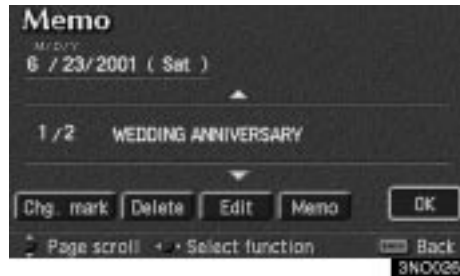 Memo
M/D/Y
6 / 23/ 2001 ( Sat )
1/2 WEDDING ANNIVERSARY
Chg. mark Delete Edit Memo OK
Page scroll Select function Back
3NO026